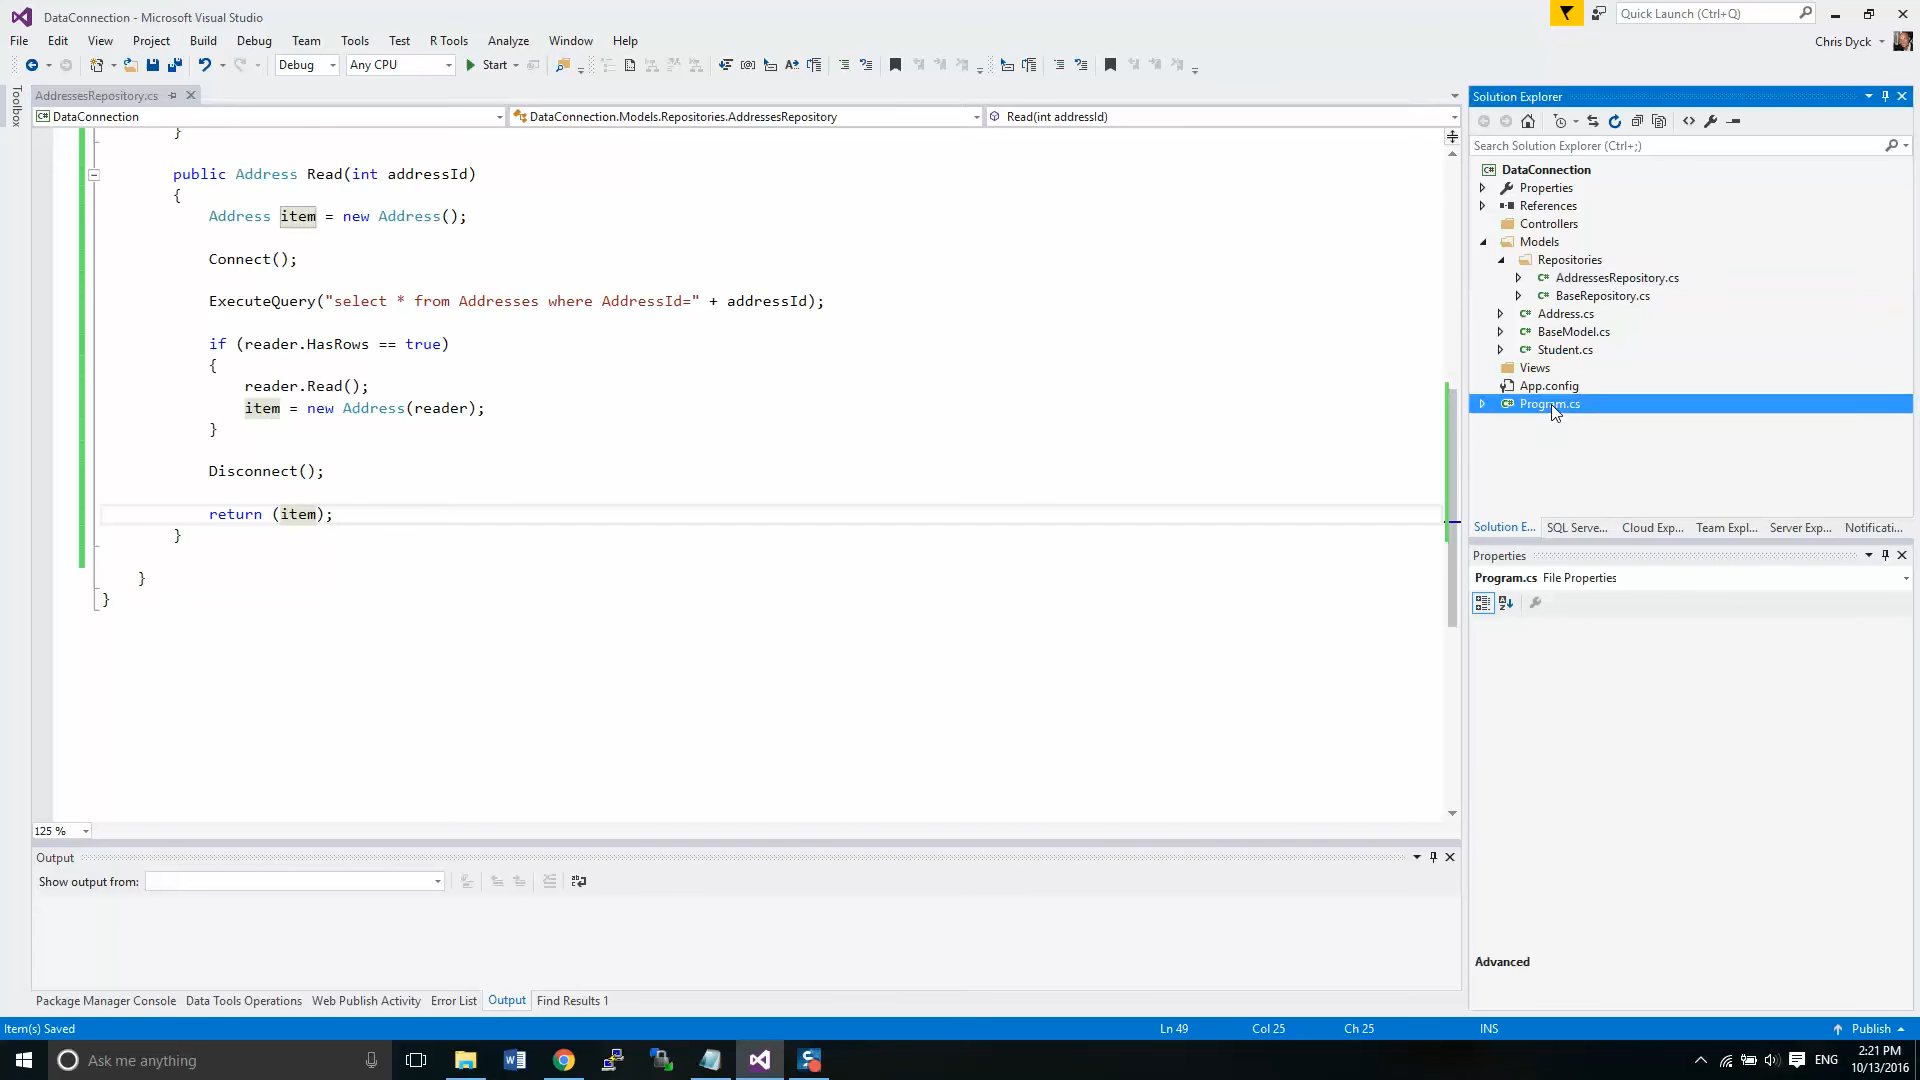 DataConnection - Microsoft Visual Studio
Quick Launch (Ctrl+Q)
File Edit View Project Build Debug Team Tools Test R Tools Analyze Window Help
Chris Dyck
Debug Any CPU Start
Toolbox
AddressesRepository.cs
DataConnection DataConnection.Models.Repositories.AddressesRepository Read(int addressId)
}
public Address Read(int addressId)
{
Address item = new Address();
Connect();
ExecuteQuery("select * from Addresses where AddressId=" + addressId);
if (reader.HasRows == true)
{
reader.Read();
item = new Address(reader);
}
Disconnect();
return (item);
}
}
}
125 %
Output
Show output from:
Package Manager Console Data Tools Operations Web Publish Activity Error List Output Find Results 1
Solution Explorer
Search Solution Explorer (Ctrl+;)
DataConnection
Properties
References
Controllers
Models
Repositories
AddressesRepository.cs
BaseRepository.cs
Address.cs
BaseModel.cs
Student.cs
Views
App.config
Program.cs
Solution E... SQL Serve... Cloud Exp... Team Expl... Server Exp... Notificati...
Properties
Program.cs File Properties
Advanced
Item(s) Saved Ln 49 Col 25 Ch 25 INS Publish
Ask me anything
ENG
2:21 PM
10/13/2016